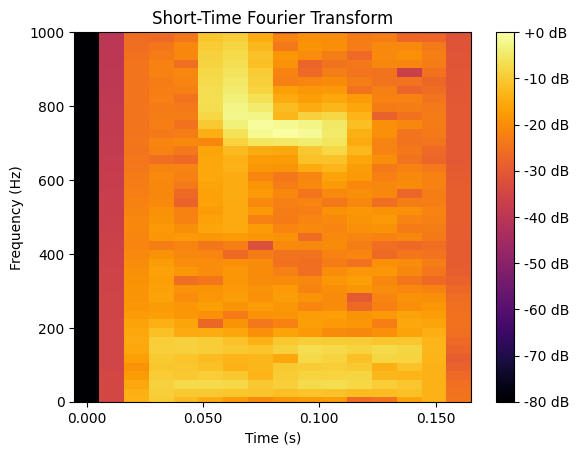 Short-Time Fourier Transform
1000
800
600
400
200
0
Frequency (Hz)
0.000
0.050
0.100
0.150
Time (s)
+0 dB
-10 dB
-20 dB
-30 dB
-40 dB
-50 dB
-60 dB
-70 dB
-80 dB